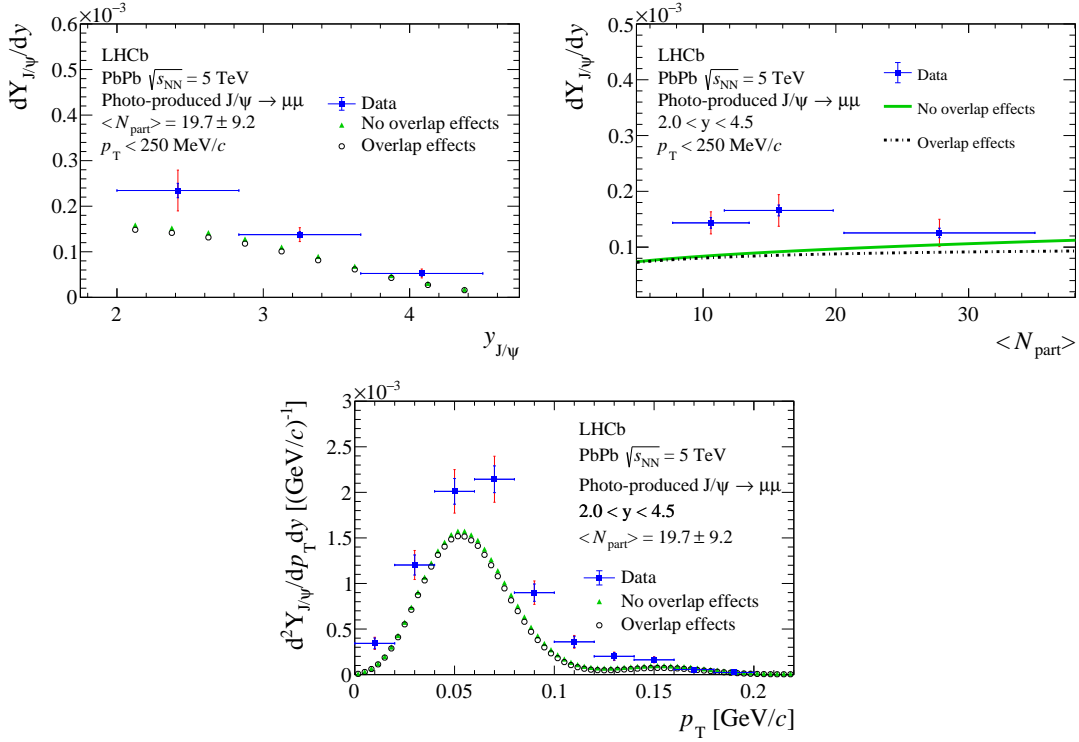 ×10⁻³
dY_J/ψ/dy
0.6
0.5
0.4
0.3
0.2
0.1
0
LHCb
PbPb √s_NN = 5 TeV
Photo-produced J/ψ → μμ
<N_part> = 19.7 ± 9.2
p_T < 250 MeV/c
Data
No overlap effects
Overlap effects
2 3 4
y_J/ψ
×10⁻³
dY_J/ψ/dy
0.5
0.4
0.3
0.2
0.1
0
LHCb
PbPb √s_NN = 5 TeV
Photo-produced J/ψ → μμ
2.0 < y < 4.5
p_T < 250 MeV/c
Data
No overlap effects
Overlap effects
10 20 30
<N_part>
×10⁻³
d²Y_J/ψ/dp_T dy [(GeV/c)⁻¹]
3
2.5
2
1.5
1
0.5
0
LHCb
PbPb √s_NN = 5 TeV
Photo-produced J/ψ → μμ
2.0 < y < 4.5
<N_part> = 19.7 ± 9.2
Data
No overlap effects
Overlap effects
0 0.05 0.1 0.15 0.2
p_T [GeV/c]